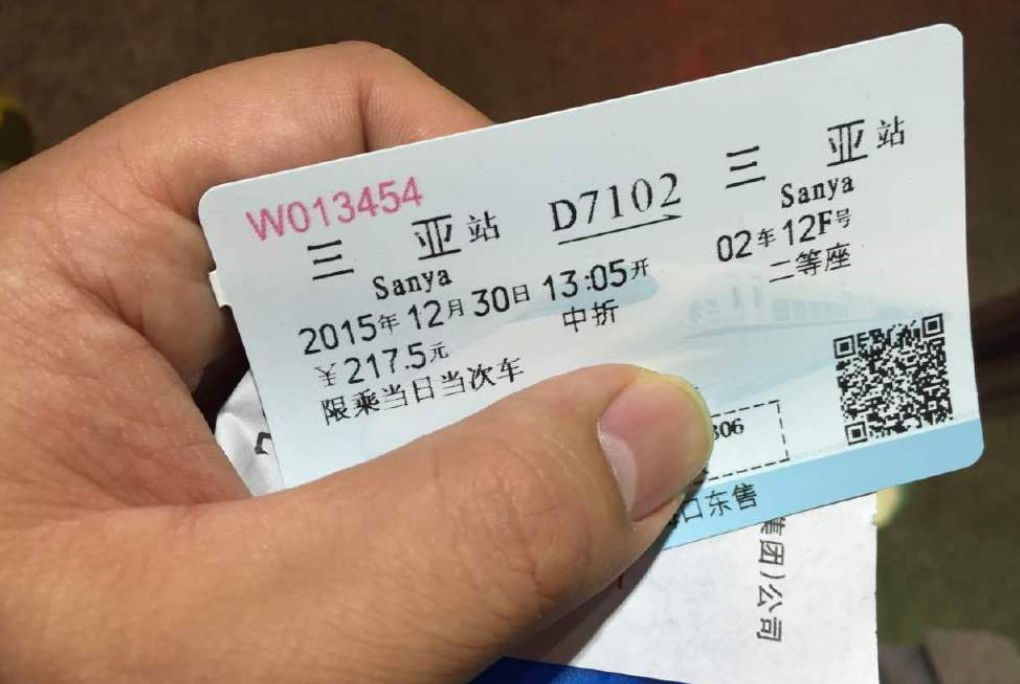 W013454
三 亚站 D7102 三 亚站
Sanya Sanya
2015年12月30日 13:05开 02车12F号
¥217.5元 中折 二等座
限乘当日当次车
306
口东售
集团)公司